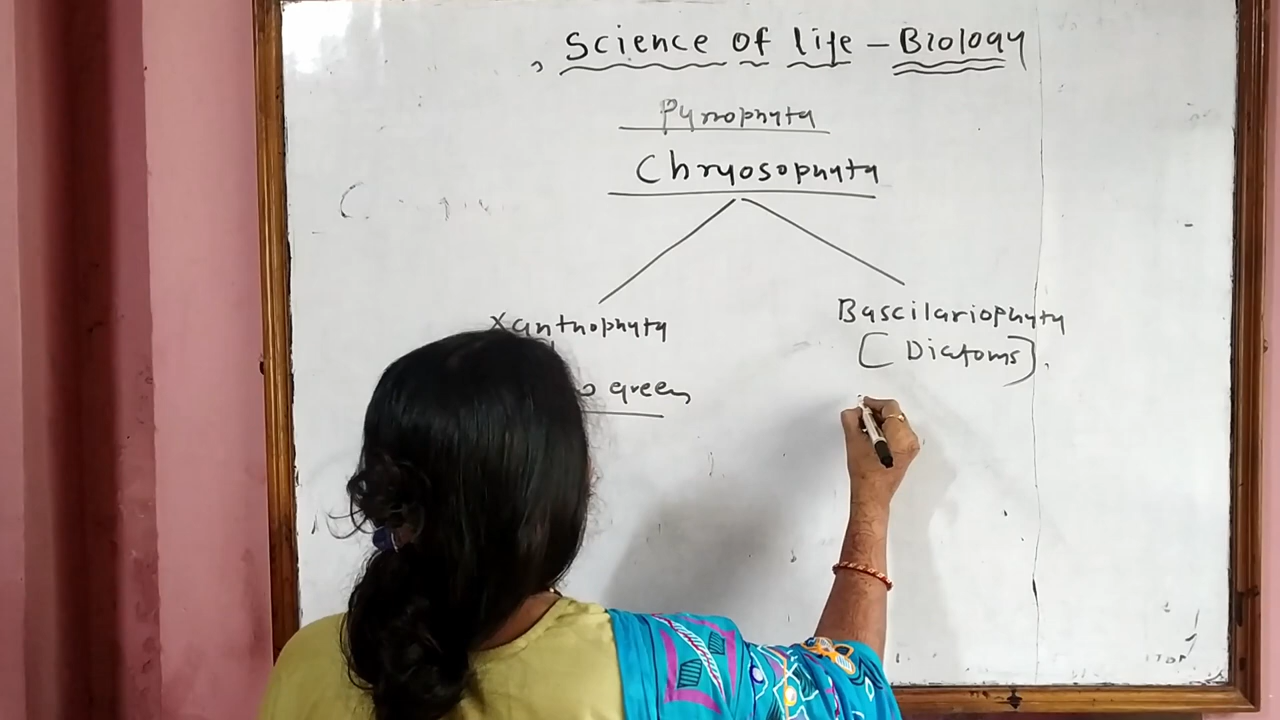 Science of life - Biology
Pyrrophyta
Chryosophyta
Xanthophyta
Bascilariophyta
[Diatoms].
green